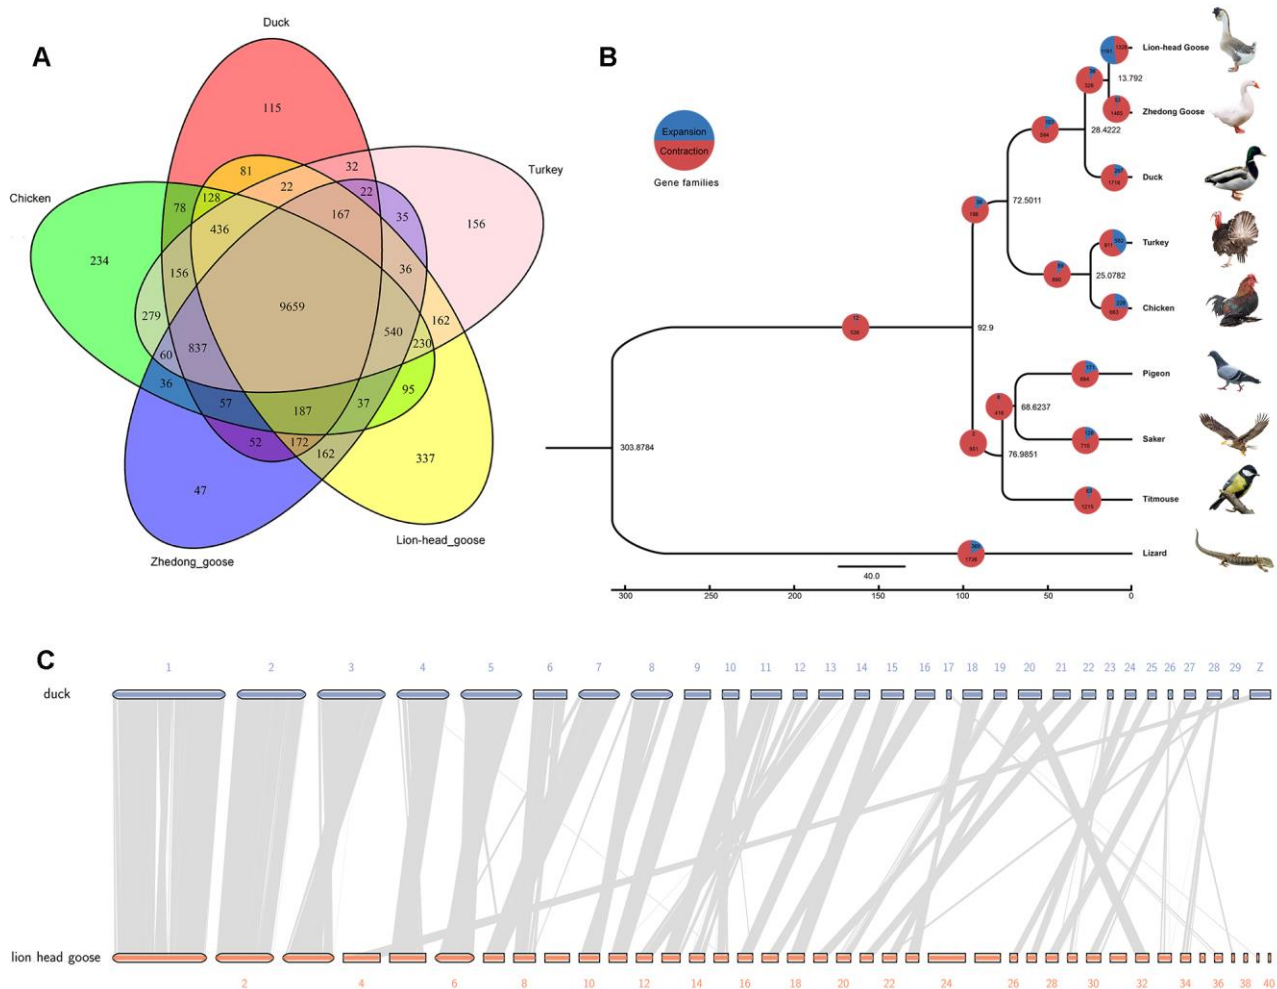 A
Duck
115
Turkey
32
81
22
22
Chicken
128
78
167
35
156
436
234
36
156
9659
279
162
540
230
837
60
36
95
57
37
187
52
172
162
337
47
Lion-head_goose
Zhedong_goose
B
Expansion
Contraction
Gene families
Lion-head Goose
13.792
Zhedong Goose
28.4222
Duck
72.5011
Turkey
25.0782
Chicken
92.9
Pigeon
68.6237
Saker
76.9851
303.8784
Titmouse
Lizard
40.0
300 250 200 150 100 50 0
C
1 2 3 4 5 6 7 8 9 10 11 12 13 14 15 16 17 18 19 20 21 22 23 24 25 26 27 28 29 Z
duck
lion head goose
2 4 6 8 10 12 14 16 18 20 22 24 26 28 30 32 34 36 38 40